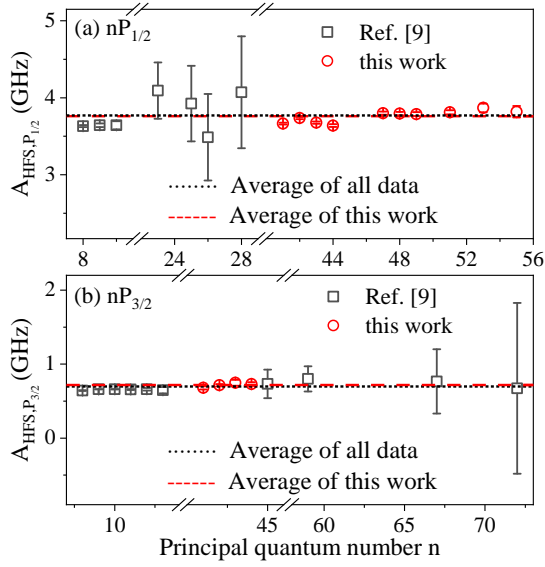 (a) nP1/2
Ref. [9]
this work
Average of all data
Average of this work
AHFS,P1/2 (GHz)
5
4
3
8 24 28 44 48 52 56
(b) nP3/2
Ref. [9]
this work
Average of all data
Average of this work
AHFS,P3/2 (GHz)
2
1
0
10 45 60 65 70
Principal quantum number n